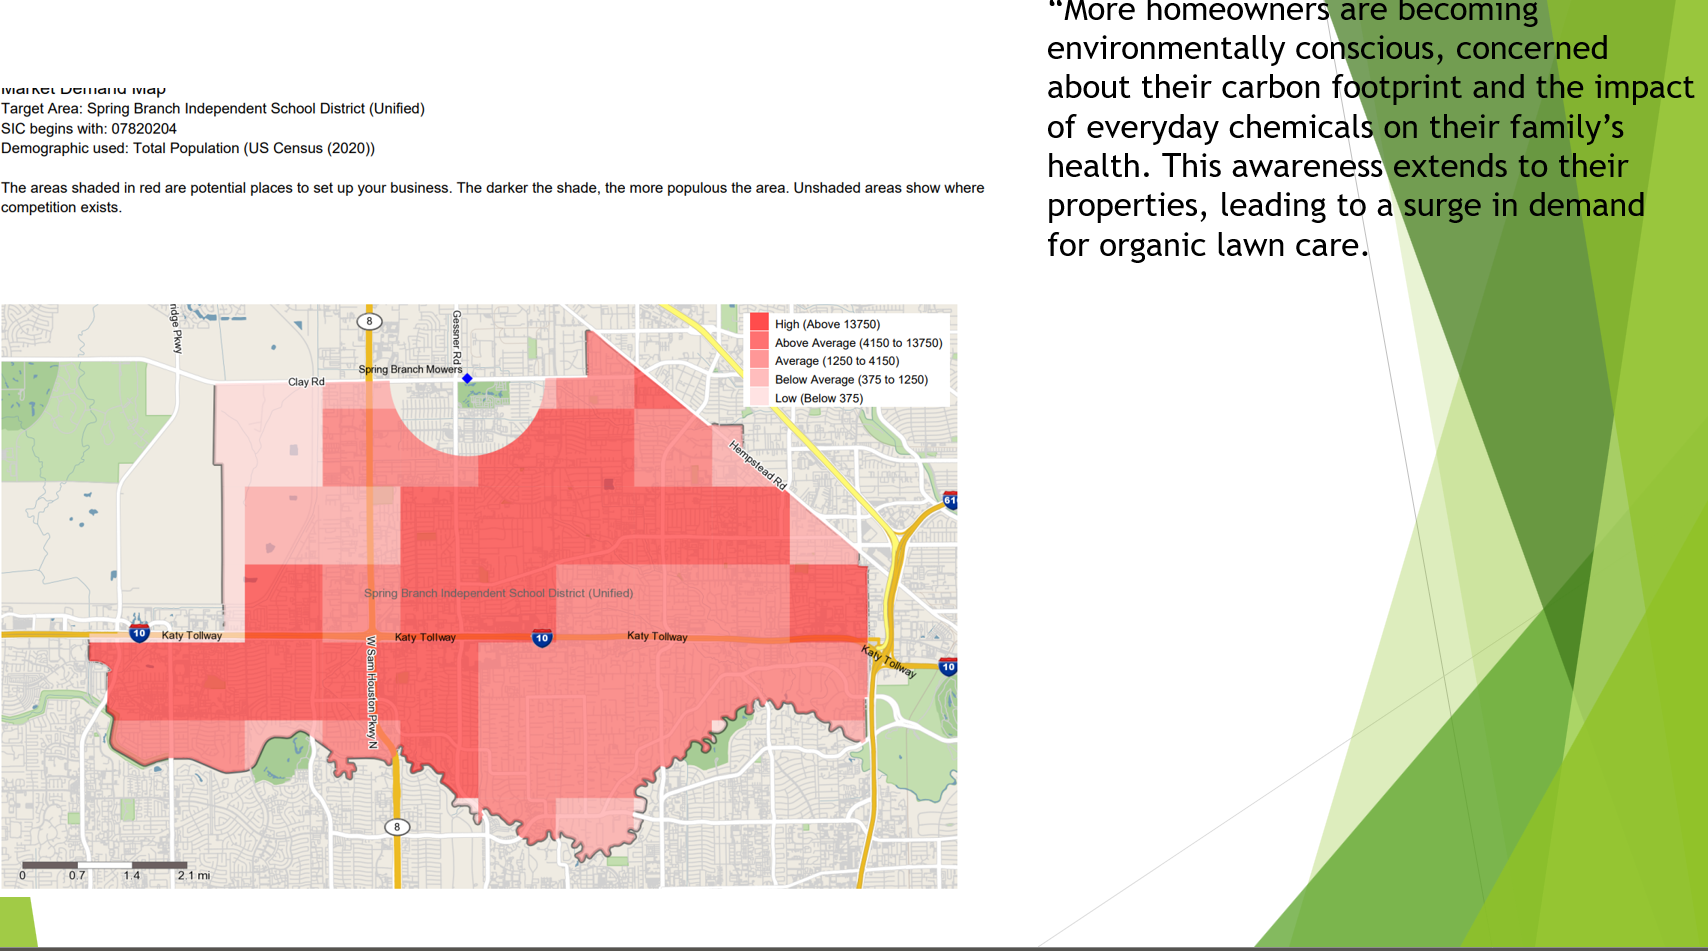 Market Demand Map
Target Area: Spring Branch Independent School District (Unified)
SIC begins with: 07820204
Demographic used: Total Population (US Census (2020))
The areas shaded in red are potential places to set up your business. The darker the shade, the more populous the area. Unshaded areas show where
competition exists.
“More homeowners are becoming
environmentally conscious, concerned
about their carbon footprint and the impact
of everyday chemicals on their family’s
health. This awareness extends to their
properties, leading to a surge in demand
for organic lawn care.
8
Gessner Rd
Spring Branch Mowers
Clay Rd
High (Above 13750)
Above Average (4150 to 13750)
Average (1250 to 4150)
Below Average (375 to 1250)
Low (Below 375)
Hempstead Rd
Spring Branch Independent School District (Unified)
10
Katy Tollway
Katy Tollway
10
Katy Tollway
Katy Tollway
10
W Sam Houston Pkwy N
8
0
0.7
1.4
2.1 mi